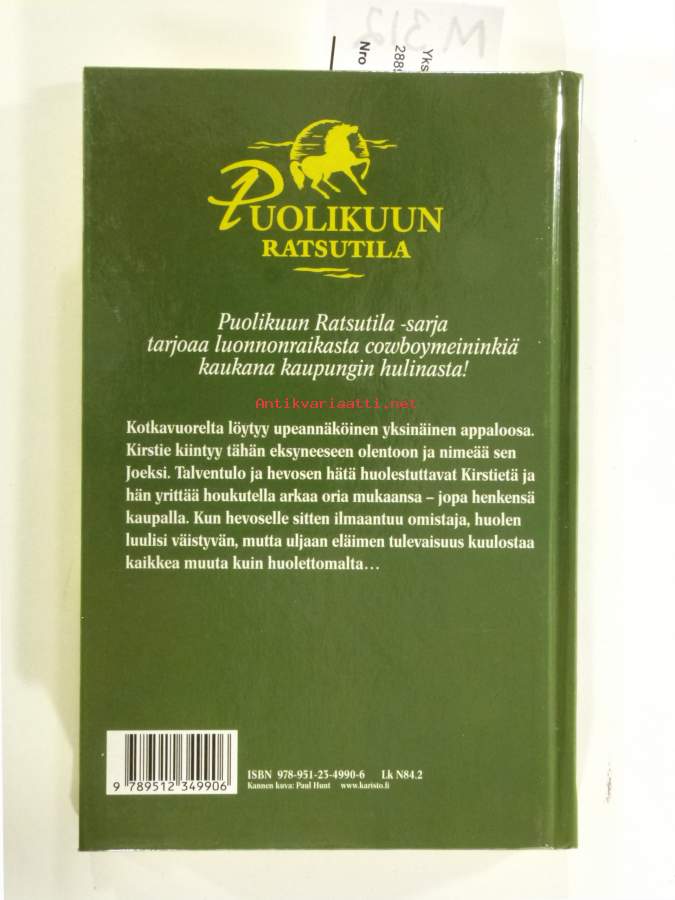 M 312
Yks
288
Nro
PUOLIKUUN
RATSUTILA
Puolikuun Ratsutila -sarja
tarjoaa luonnonraikasta cowboymeininkiä
kaukana kaupungin hulinasta!
Antikvariaatti.net
Kotkavuorelta löytyy upeannäköinen yksinäinen appaloosa.
Kirstie kiintyy tähän eksyneeseen olentoon ja nimeää sen
Joeksi. Talventulo ja hevosen hätä huolestuttavat Kirstietä ja
hän yrittää houkutella arkaa oria mukaansa – jopa henkensä
kaupalla. Kun hevoselle sitten ilmaantuu omistaja, huolen
luulisi väistyvän, mutta uljaan eläimen tulevaisuus kuulostaa
kaikkea muuta kuin huolettomalta…
ISBN 978-951-23-4990-6 Lk N84.2
Kannen kuva: Paul Hunt www.karisto.fi
9 789512 349906